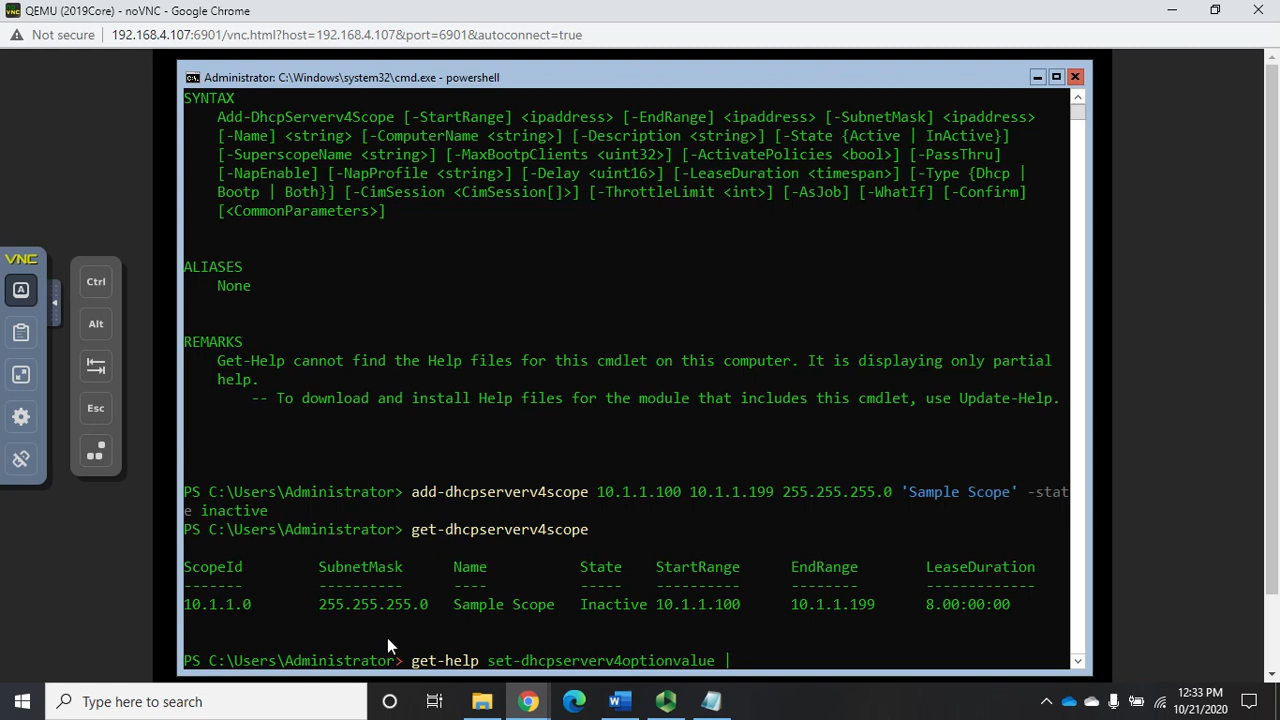 QEMU (2019Core) - noVNC - Google Chrome
Not secure 192.168.4.107:6901/vnc.html?host=192.168.4.107&port=6901&autoconnect=true
Administrator: C:\Windows\system32\cmd.exe - powershell
SYNTAX
Add-DhcpServerv4Scope [-StartRange] <ipaddress> [-EndRange] <ipaddress> [-SubnetMask] <ipaddress>
[-Name] <string> [-ComputerName <string>] [-Description <string>] [-State {Active | InActive}]
[-SuperscopeName <string>] [-MaxBootpClients <uint32>] [-ActivatePolicies <bool>] [-PassThru]
[-NapEnable] [-NapProfile <string>] [-Delay <uint16>] [-LeaseDuration <timespan>] [-Type {Dhcp |
Bootp | Both}] [-CimSession <CimSession[]>] [-ThrottleLimit <int>] [-AsJob] [-WhatIf] [-Confirm]
[<CommonParameters>]
ALIASES
None
REMARKS
Get-Help cannot find the Help files for this cmdlet on this computer. It is displaying only partial
help.
-- To download and install Help files for the module that includes this cmdlet, use Update-Help.
PS C:\Users\Administrator> add-dhcpserverv4scope 10.1.1.100 10.1.1.199 255.255.255.0 'Sample Scope' -stat
e inactive
PS C:\Users\Administrator> get-dhcpserverv4scope
ScopeId SubnetMask Name State StartRange EndRange LeaseDuration
------- ---------- ---- ----- ---------- -------- -------------
10.1.1.0 255.255.255.0 Sample Scope Inactive 10.1.1.100 10.1.1.199 8.00:00:00
PS C:\Users\Administrator> get-help set-dhcpserverv4optionvalue |
VNC
A
Ctrl
Alt
Esc
Type here to search
12:33 PM
10/21/2020